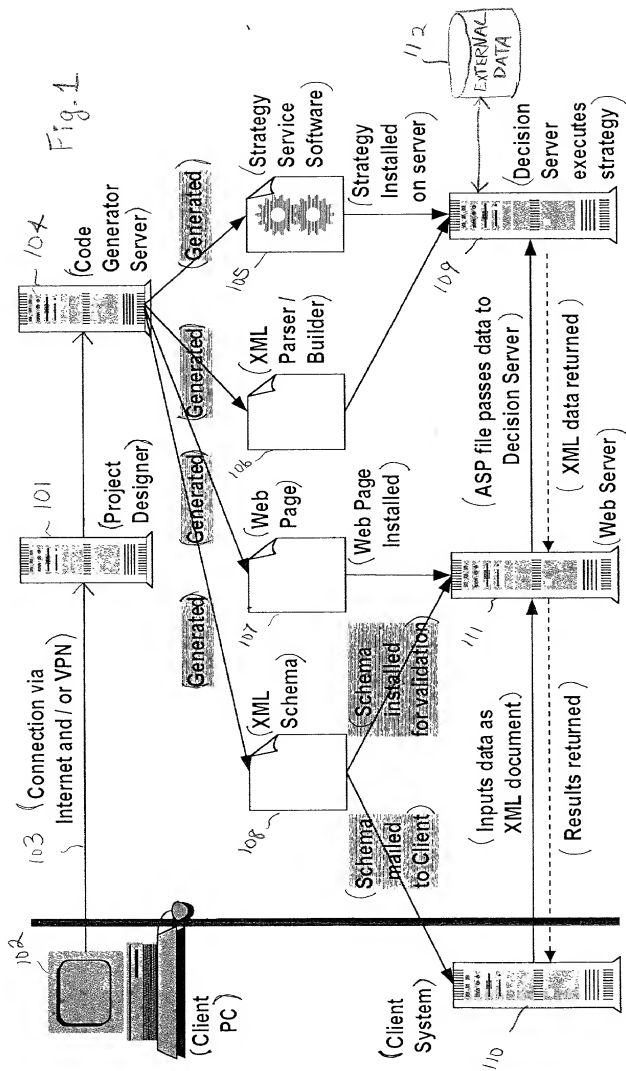 Fig. 1
102
(Client
PC)
103
(Connection via
Internet and/or VPN)
101
(Project
Designer)
104
(Code
Generator
Server)
(Generated)
(Generated)
(Generated)
(Generated)
108
(XML
Schema)
107
(Web
Page)
106
(XML
Parser/
Builder)
105
(Strategy
Service
Software)
(Schema
mailed
to Client)
(Schema
installed
for validation)
(Web Page
Installed)
(Strategy
Installed
on server)
(Client
System)
110
(Inputs data as
XML document)
(Results returned)
111
(Web Server)
(ASP file passes data to
Decision Server)
(XML data returned)
109
(Decision
Server
executes
strategy)
112
EXTERNAL
DATA